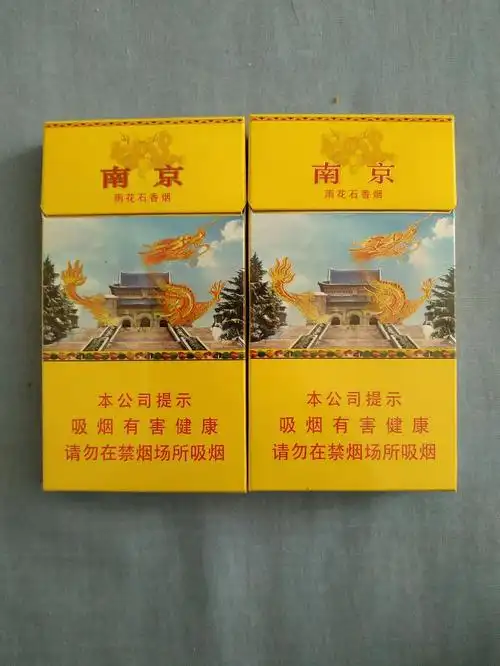 南京
雨花石香烟
本公司提示
吸烟有害健康
请勿在禁烟场所吸烟
南京
雨花石香烟
本公司提示
吸烟有害健康
请勿在禁烟场所吸烟